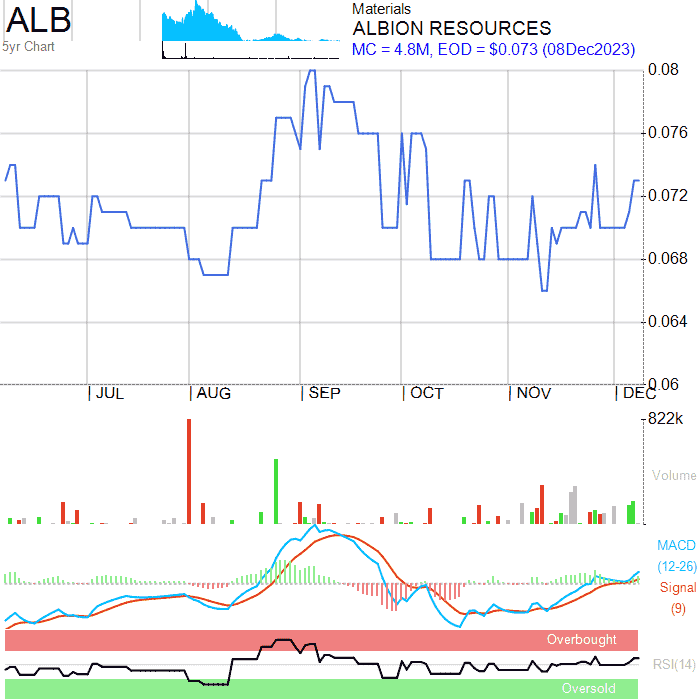 ALB
5yr Chart
Materials
ALBION RESOURCES
MC = 4.8M, EOD = $0.073 (08Dec2023)
0.08
0.076
0.072
0.068
0.064
0.06
JUL AUG SEP OCT NOV DEC
822k
Volume
MACD
(12-26)
Signal
(9)
Overbought
RSI(14)
Oversold